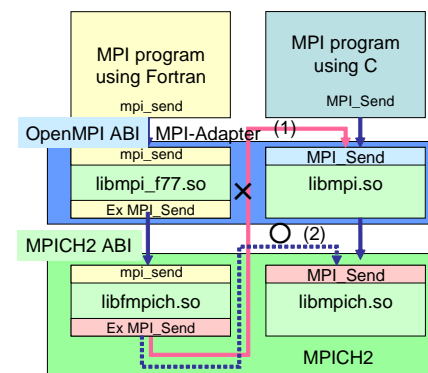 MPI program
using Fortran
mpi_send
MPI program
using C
MPI_Send
OpenMPI ABI
MPI-Adapter
(1)
mpi_send
libmpi_f77.so
Ex MPI_Send
MPI_Send
libmpi.so
(2)
MPICH2 ABI
mpi_send
libfmpich.so
Ex MPI_Send
MPI_Send
libmpich.so
MPICH2